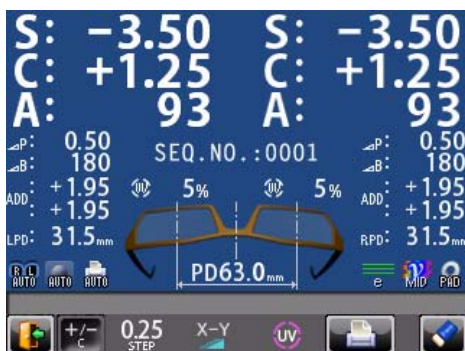 S: −3.50 S: −3.50
C: +1.25 C: +1.25
A: 93 A: 93
⊿P: 0.50 ⊿P: 0.50
⊿B: 180 ⊿B: 180
SEQ.NO.:0001
ADD: +1.95 ADD: +1.95
: +1.95 : +1.95
UV 5% UV 5%
LPD: 31.5mm RPD: 31.5mm
PD63.0mm
R L AUTO AUTO AUTO e MID PAD
+/− C 0.25 STEP X-Y UV